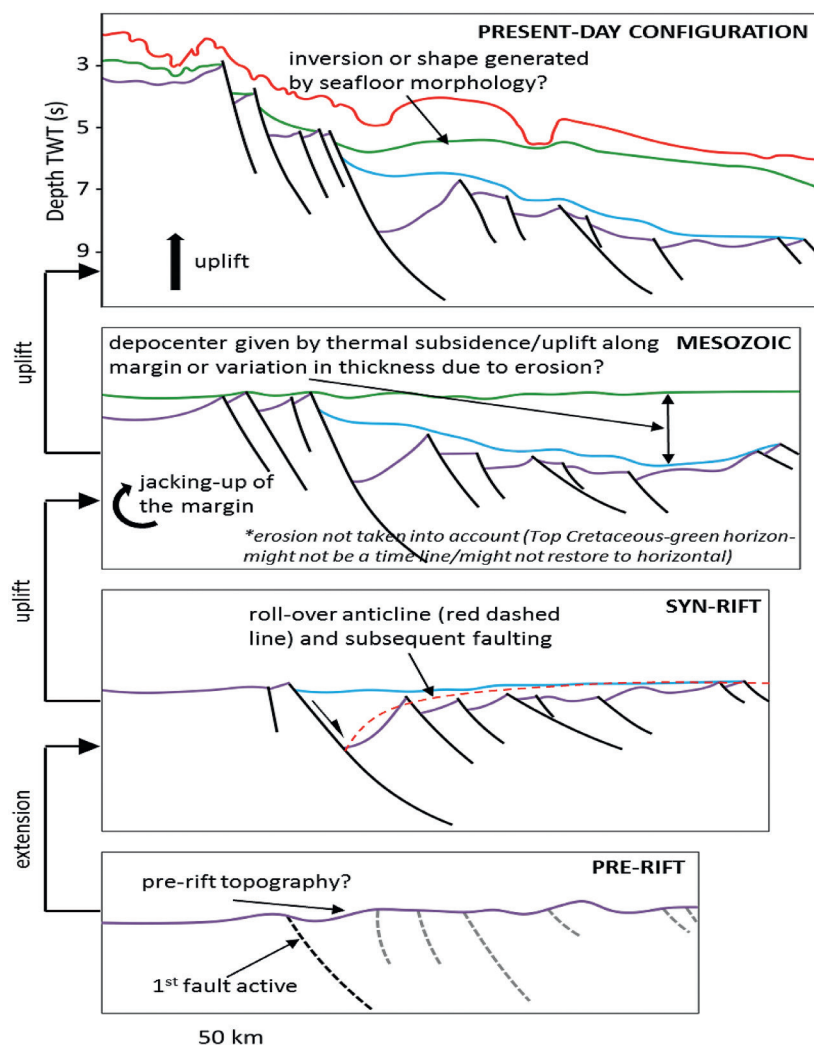 PRESENT-DAY CONFIGURATION
inversion or shape generated
by seafloor morphology?
Depth TWT (s)
3
5
7
9
uplift
uplift
MESOZOIC
depocenter given by thermal subsidence/uplift along
margin or variation in thickness due to erosion?
jacking-up of
the margin
*erosion not taken into account (Top Cretaceous-green horizon-
might not be a time line/might not restore to horizontal)
uplift
SYN-RIFT
roll-over anticline (red dashed
line) and subsequent faulting
extension
PRE-RIFT
pre-rift topography?
1st fault active
50 km